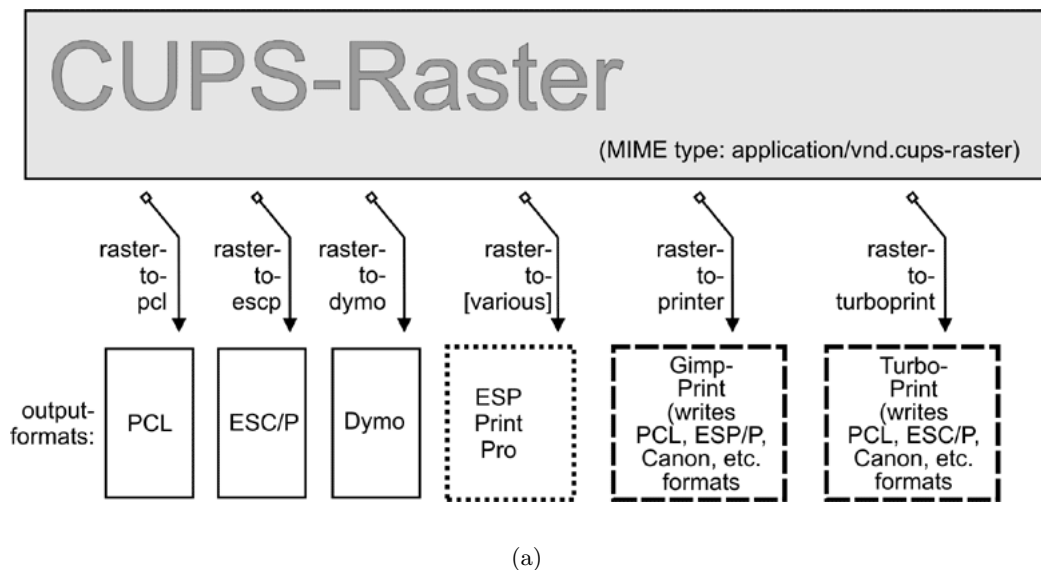 CUPS-Raster
(MIME type: application/vnd.cups-raster)
raster-
to-
pcl
raster-
to-
escp
raster-
to-
dymo
raster-
to-
[various]
raster-
to-
printer
raster-
to-
turboprint
output-
formats:
PCL
ESC/P
Dymo
ESP
Print
Pro
Gimp-
Print
(writes
PCL, ESP/P,
Canon, etc.
formats
Turbo-
Print
(writes
PCL, ESC/P,
Canon, etc.
formats
(a)